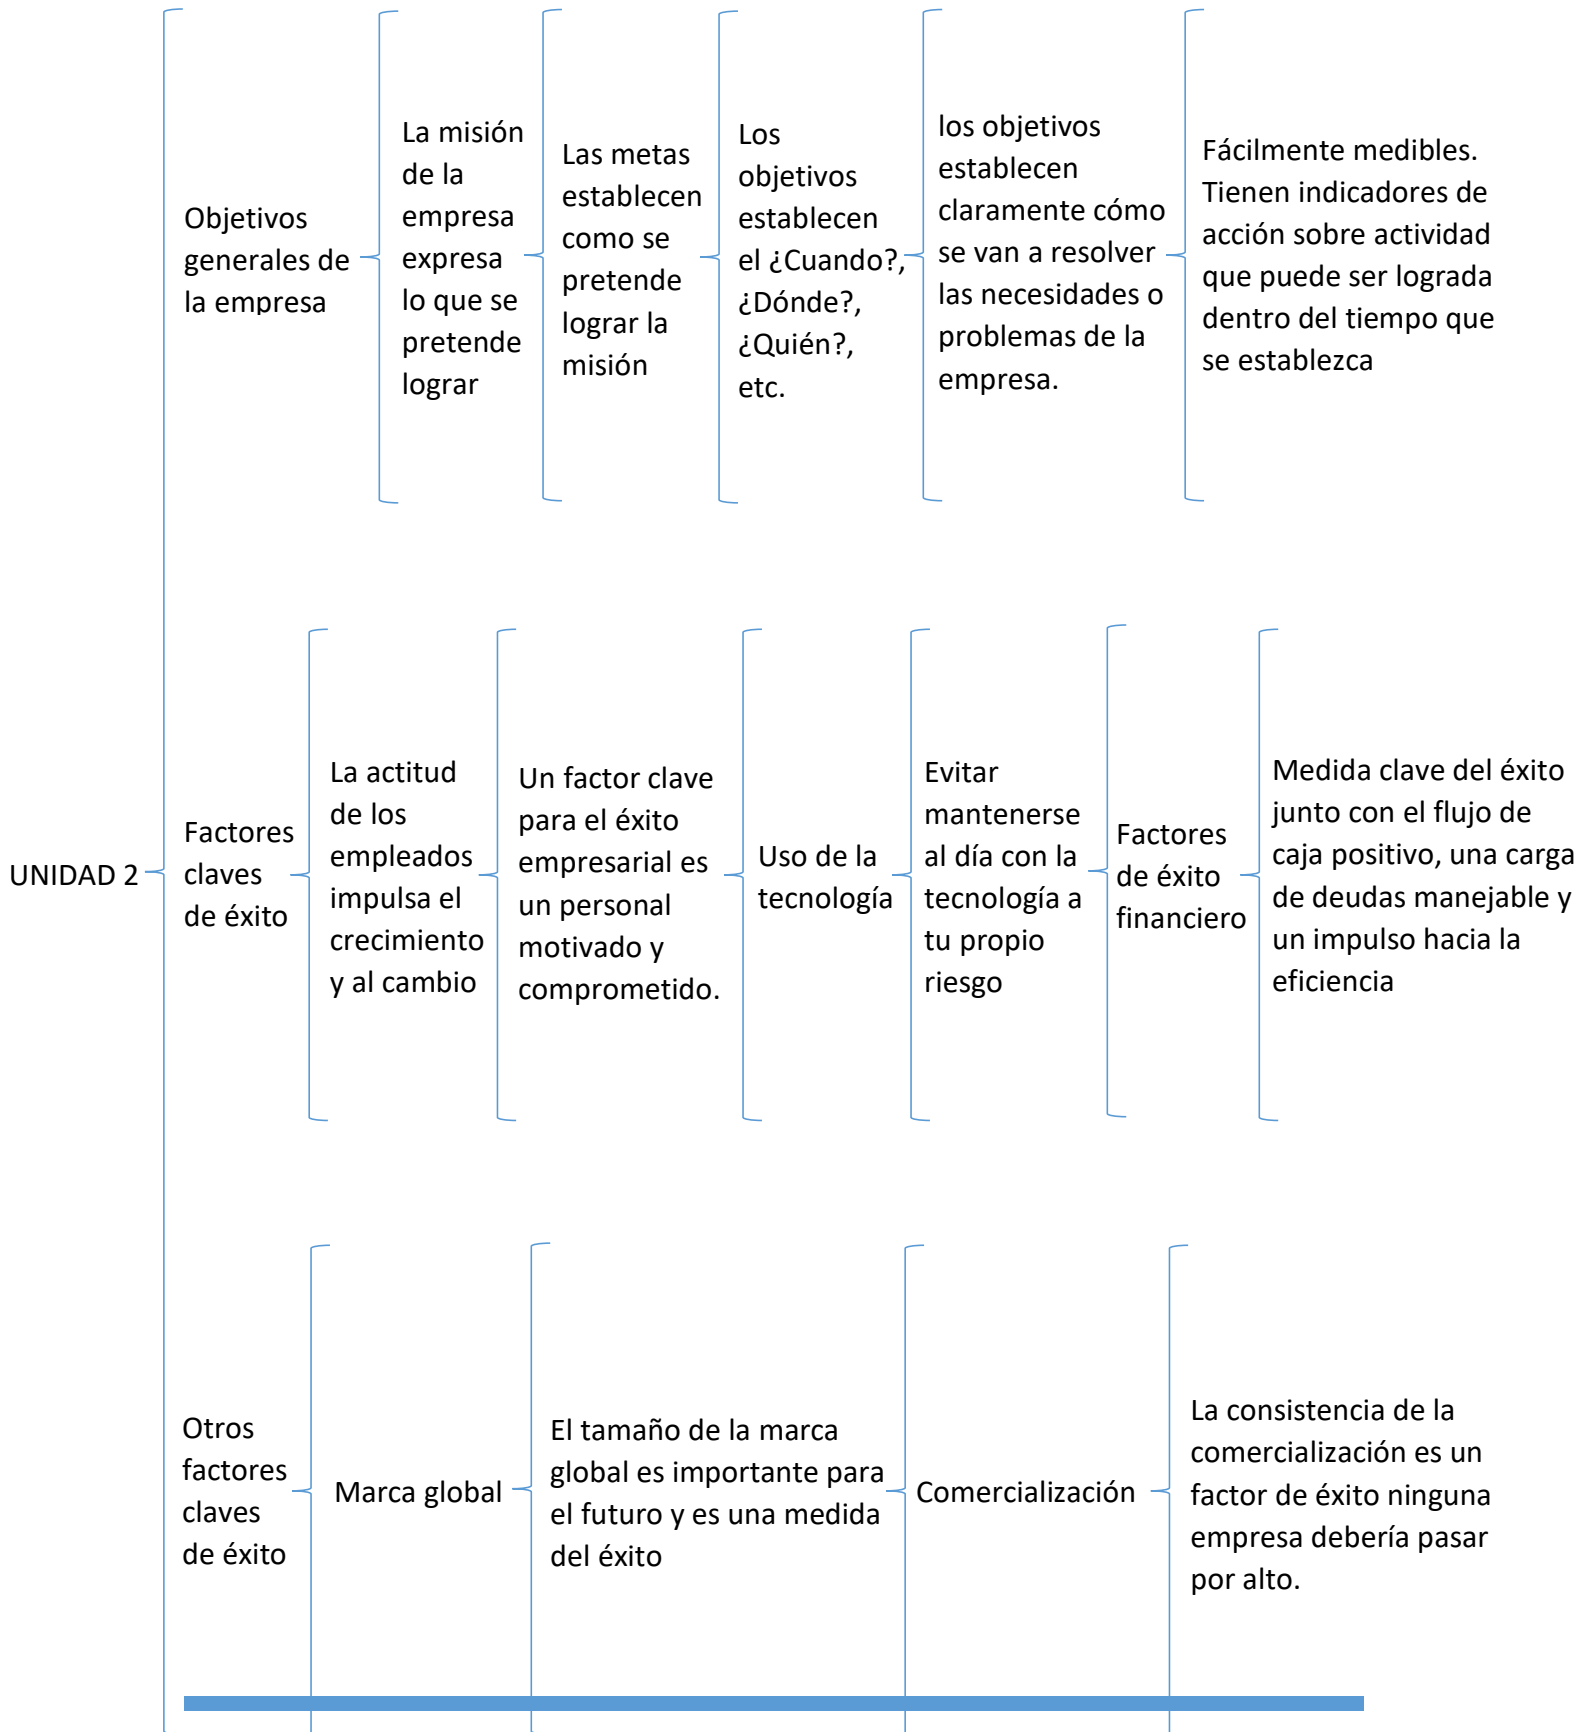 UNIDAD 2
Objetivos
generales de
la empresa
La misión
de la
empresa
expresa
lo que se
pretende
lograr
Las metas
establecen
como se
pretende
lograr la
misión
Los
objetivos
establecen
el ¿Cuando?,
¿Dónde?,
¿Quién?,
etc.
los objetivos
establecen
claramente cómo
se van a resolver
las necesidades o
problemas de la
empresa.
Fácilmente medibles.
Tienen indicadores de
acción sobre actividad
que puede ser lograda
dentro del tiempo que
se establezca
Factores
claves
de éxito
La actitud
de los
empleados
impulsa el
crecimiento
y al cambio
Un factor clave
para el éxito
empresarial es
un personal
motivado y
comprometido.
Uso de la
tecnología
Evitar
mantenerse
al día con la
tecnología a
tu propio
riesgo
Factores
de éxito
financiero
Medida clave del éxito
junto con el flujo de
caja positivo, una carga
de deudas manejable y
un impulso hacia la
eficiencia
Otros
factores
claves
de éxito
Marca global
El tamaño de la marca
global es importante para
el futuro y es una medida
del éxito
Comercialización
La consistencia de la
comercialización es un
factor de éxito ninguna
empresa debería pasar
por alto.